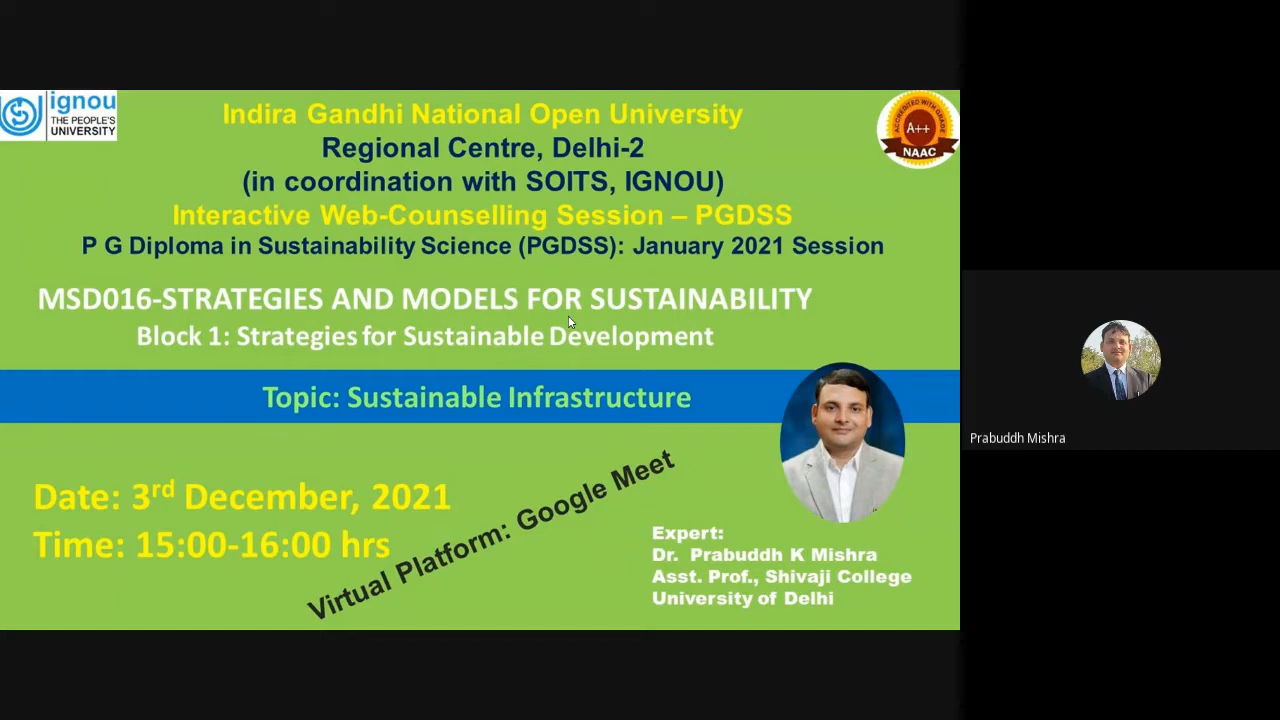 ignou
THE PEOPLE'S
UNIVERSITY
Indira Gandhi National Open University
Regional Centre, Delhi-2
(in coordination with SOITS, IGNOU)
Interactive Web-Counselling Session – PGDSS
P G Diploma in Sustainability Science (PGDSS): January 2021 Session
ACCREDITED WITH GRADE
A++
NAAC
MSD016-STRATEGIES AND MODELS FOR SUSTAINABILITY
Block 1: Strategies for Sustainable Development
Topic: Sustainable Infrastructure
Date: 3rd December, 2021
Time: 15:00-16:00 hrs
Virtual Platform: Google Meet
Expert:
Dr. Prabuddh K Mishra
Asst. Prof., Shivaji College
University of Delhi
Prabuddh Mishra